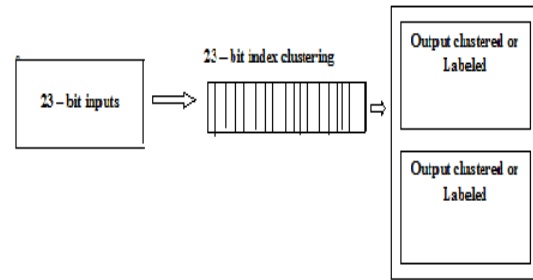 23 – bit index clustering
23 – bit inputs
Output clustered or
Labeled
Output clustered or
Labeled